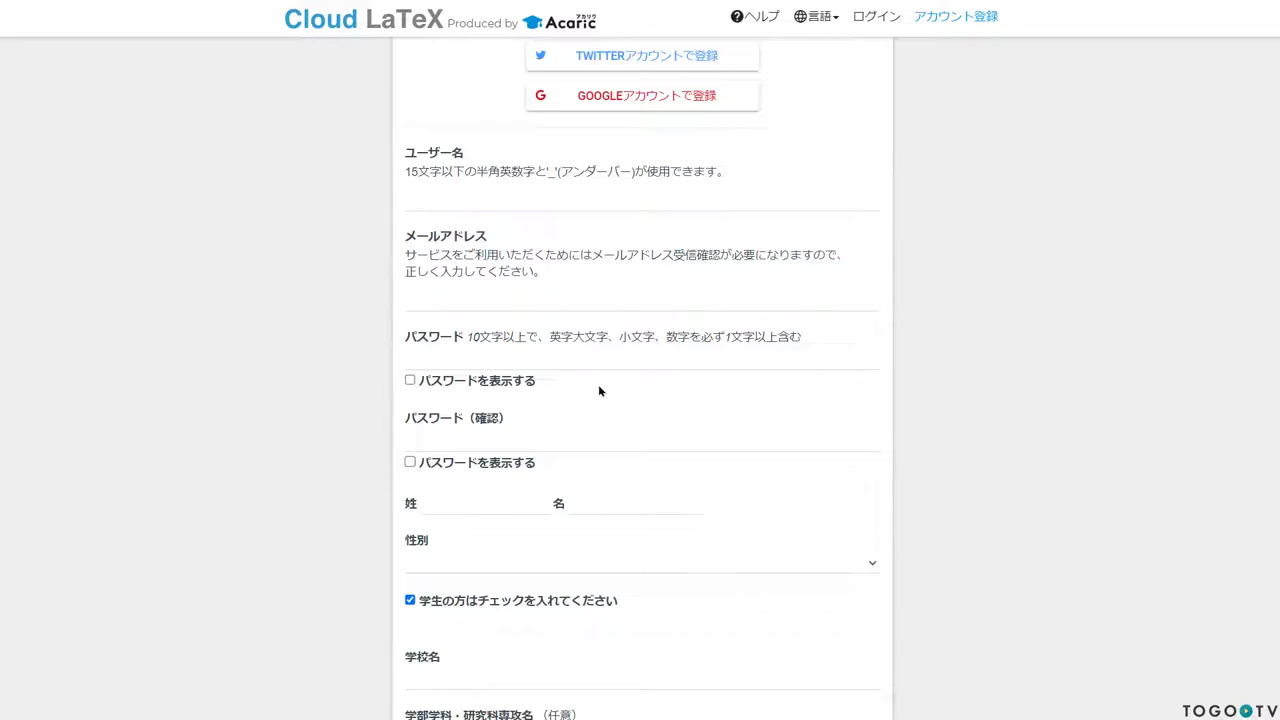 Cloud LaTeX Produced by Acaric アカリク
ヘルプ 言語 ログイン アカウント登録
TWITTERアカウントで登録
GOOGLEアカウントで登録
ユーザー名
15文字以下の半角英数字と'_'(アンダーバー)が使用できます。
メールアドレス
サービスをご利用いただくためにはメールアドレス受信確認が必要になりますので、
正しく入力してください。
パスワード 10文字以上で、英字大文字、小文字、数字を必ず1文字以上含む
パスワードを表示する
パスワード（確認）
パスワードを表示する
姓 名
性別
学生の方はチェックを入れてください
学校名
学部学科・研究科専攻名 （任意）
TOGOTV